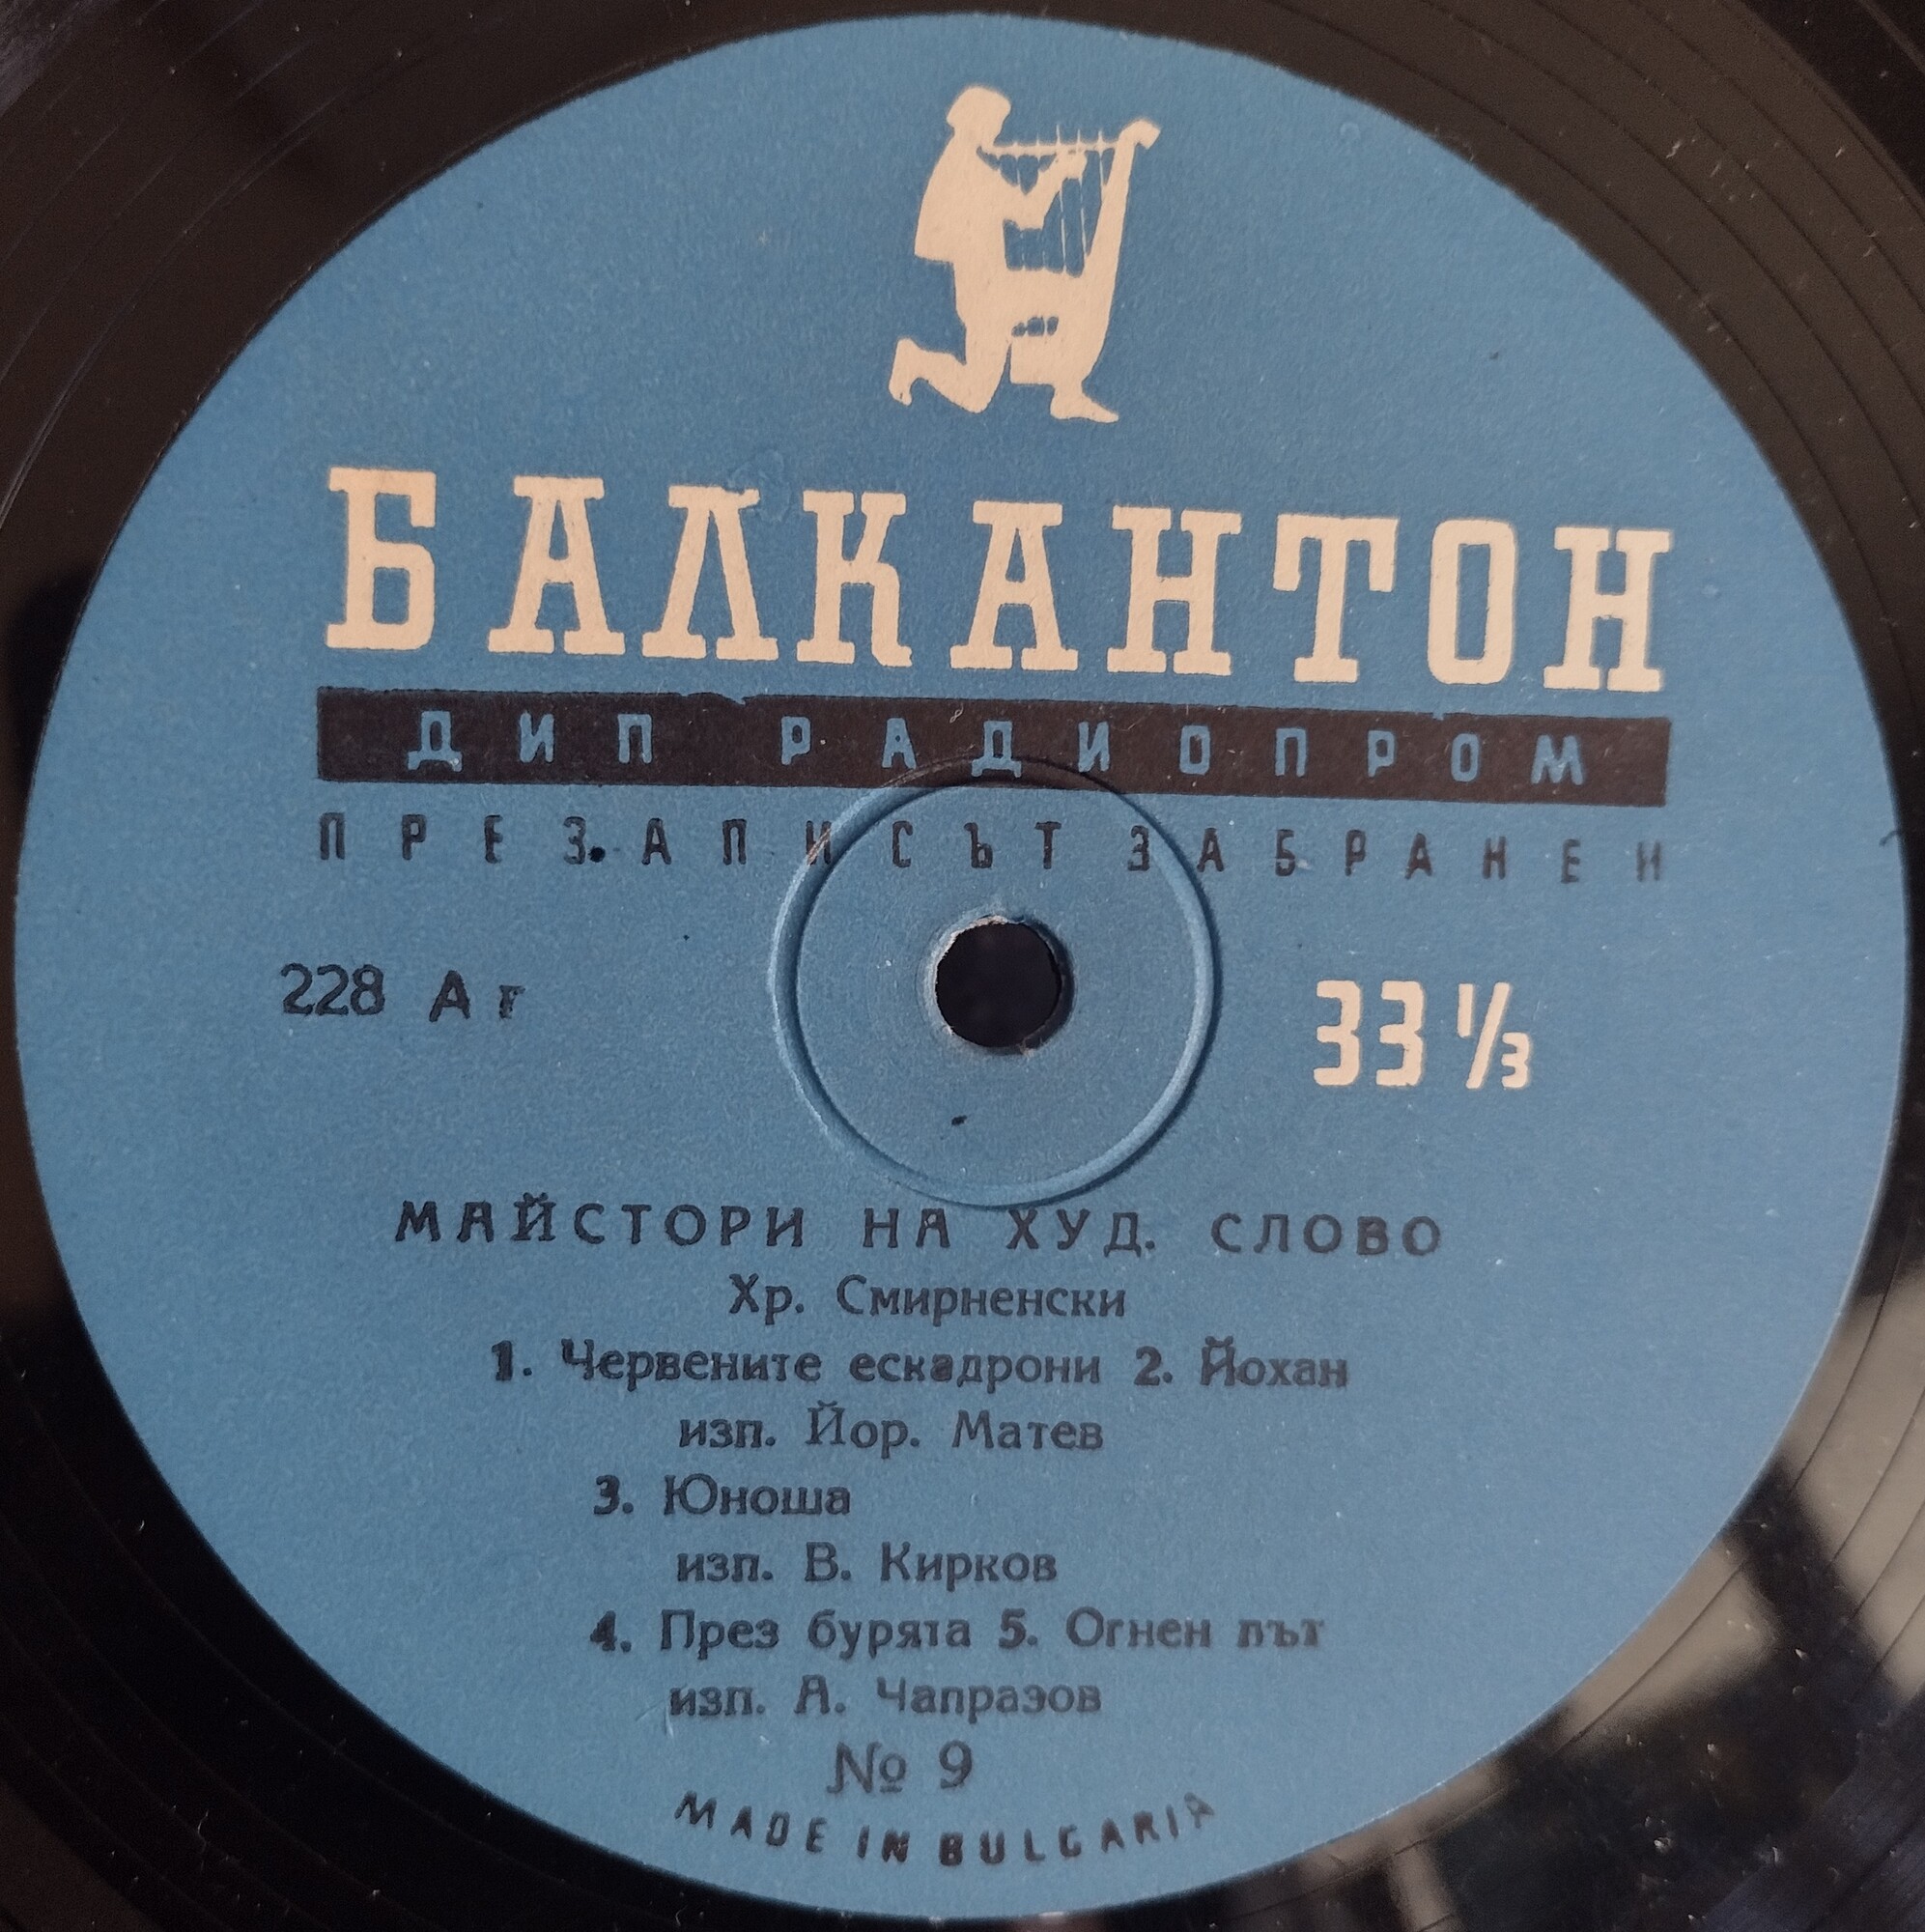 БАЛКАНТОН
ДИП РАДИОПРОМ
ПРЕЗАПИСЪТ ЗАБРАНЕН
228 А г
33 1/3
МАЙСТОРИ НА ХУД. СЛОВО
Хр. Смирненски
1. Червените ескадрони 2. Йохан
изп. Йор. Матев
3. Юноша
изп. В. Кирков
4. През бурята 5. Огнен път
изп. А. Чапразов
№ 9
MADE IN BULGARIA